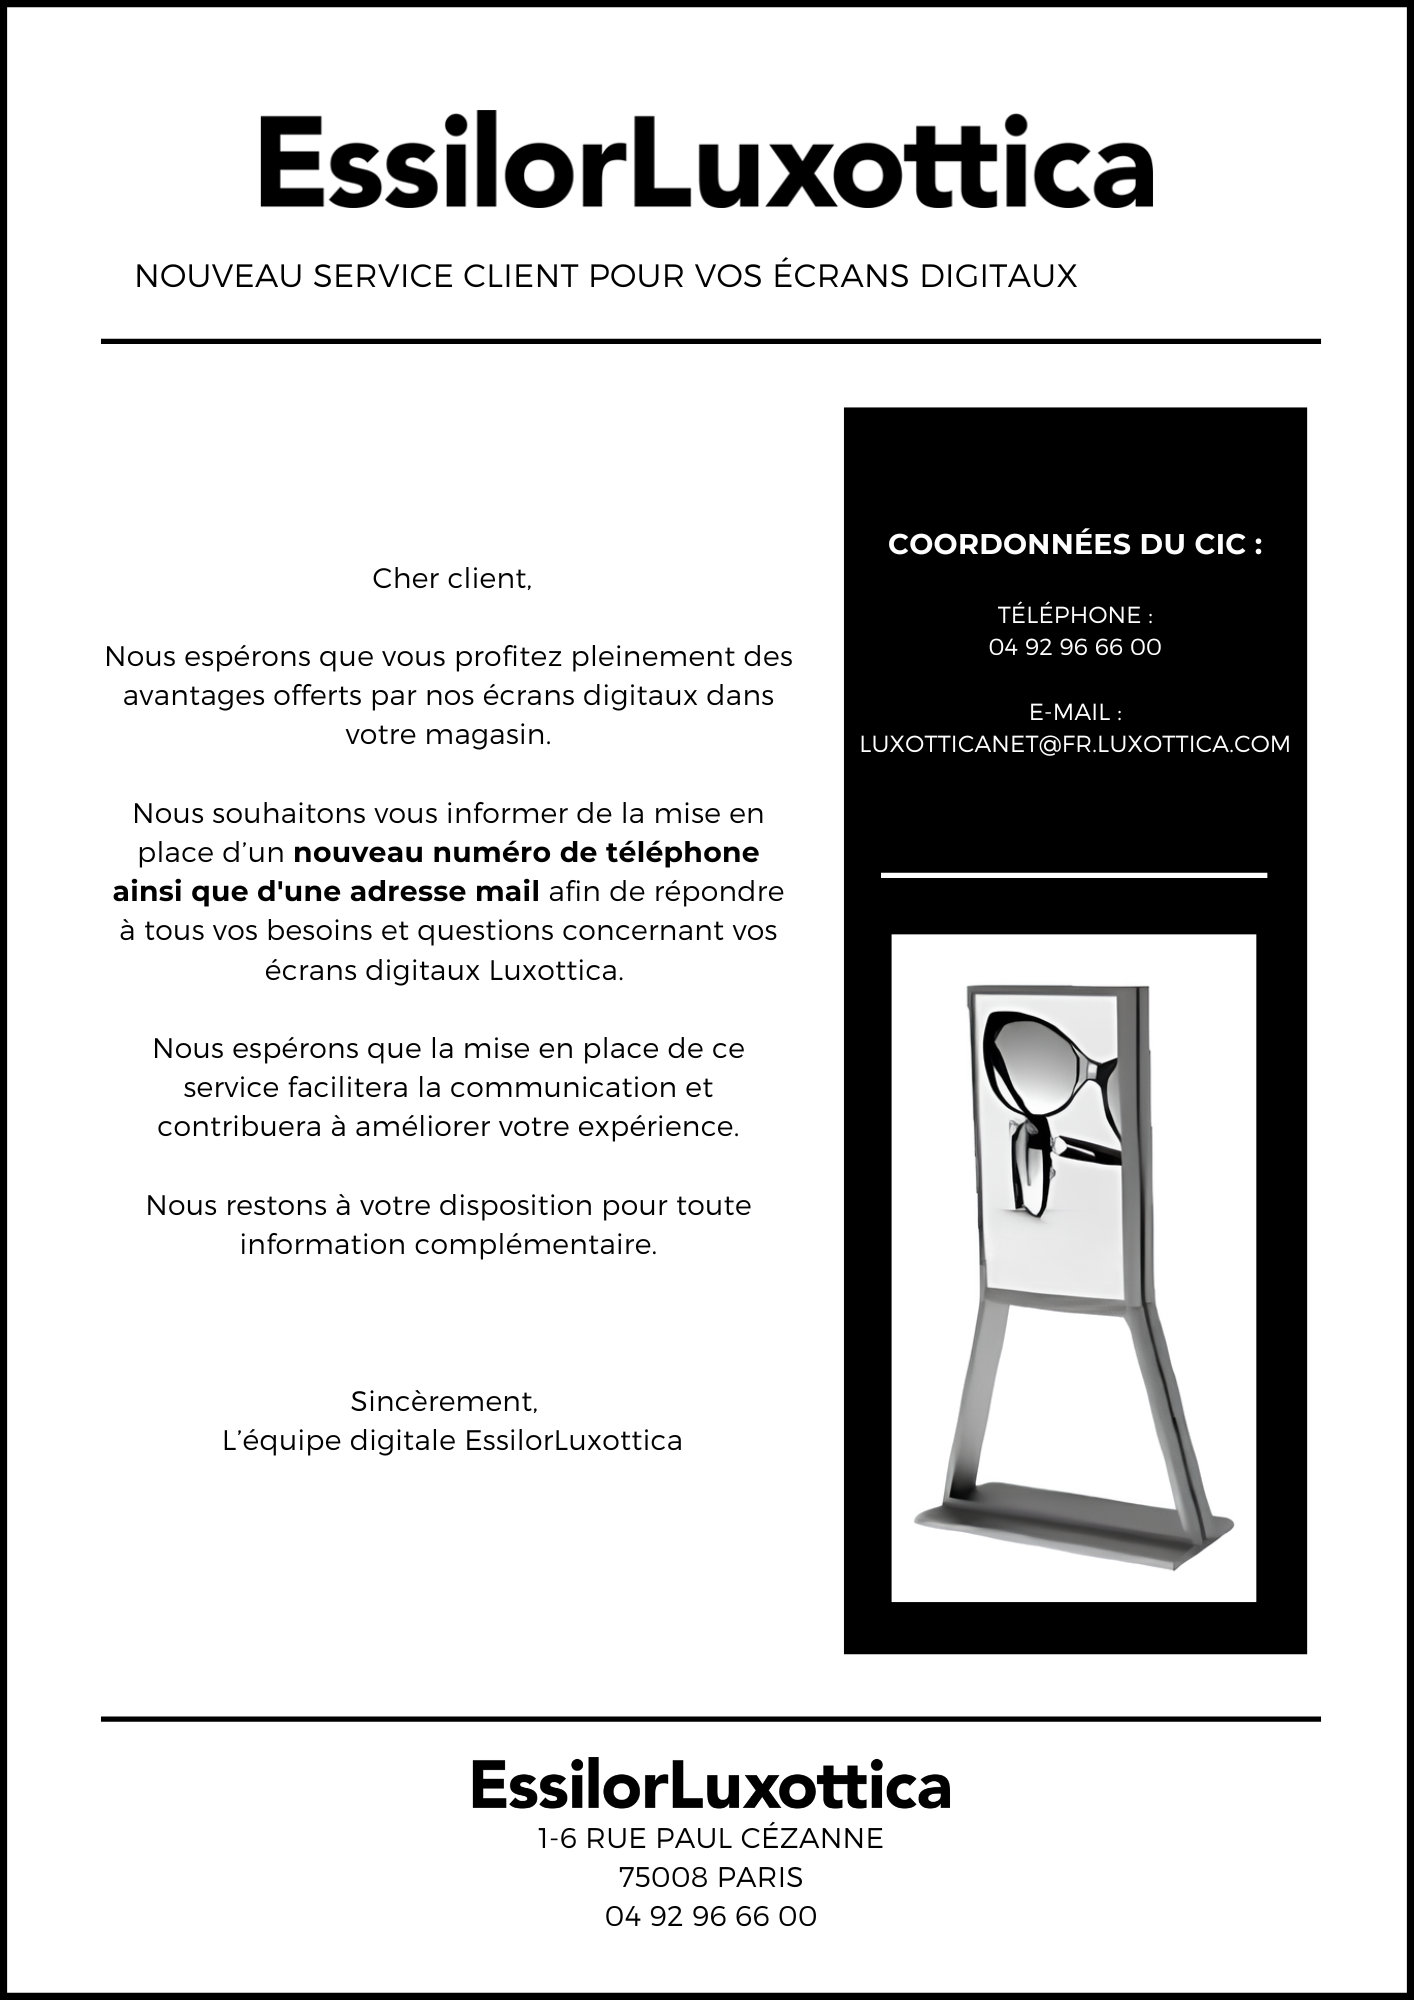 EssilorLuxottica
NOUVEAU SERVICE CLIENT POUR VOS ÉCRANS DIGITAUX
Cher client,
Nous espérons que vous profitez pleinement des
avantages offerts par nos écrans digitaux dans
votre magasin.
Nous souhaitons vous informer de la mise en
place d’un nouveau numéro de téléphone
ainsi que d'une adresse mail afin de répondre
à tous vos besoins et questions concernant vos
écrans digitaux Luxottica.
Nous espérons que la mise en place de ce
service facilitera la communication et
contribuera à améliorer votre expérience.
Nous restons à votre disposition pour toute
information complémentaire.
Sincèrement,
L’équipe digitale EssilorLuxottica
COORDONNÉES DU CIC :
TÉLÉPHONE :
04 92 96 66 00
E-MAIL :
LUXOTTICANET@FR.LUXOTTICA.COM
EssilorLuxottica
1-6 RUE PAUL CÉZANNE
75008 PARIS
04 92 96 66 00